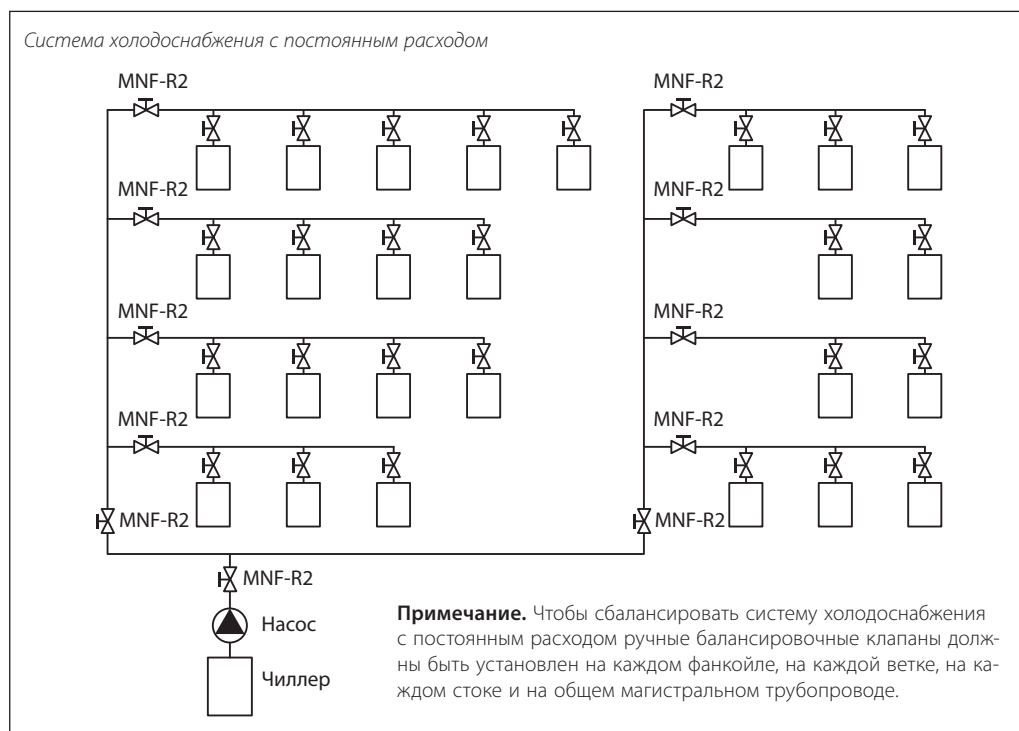 Система холодоснабжения с постоянным расходом
MNF-R2
MNF-R2
MNF-R2
MNF-R2
MNF-R2
MNF-R2
MNF-R2
MNF-R2
MNF-R2
MNF-R2
MNF-R2
Насос
Чиллер
Примечание. Чтобы сбалансировать систему холодоснабжения
с постоянным расходом ручные балансировочные клапаны долж-
ны быть установлен на каждом фанкойле, на каждой ветке, на ка-
ждом стоке и на общем магистральном трубопроводе.